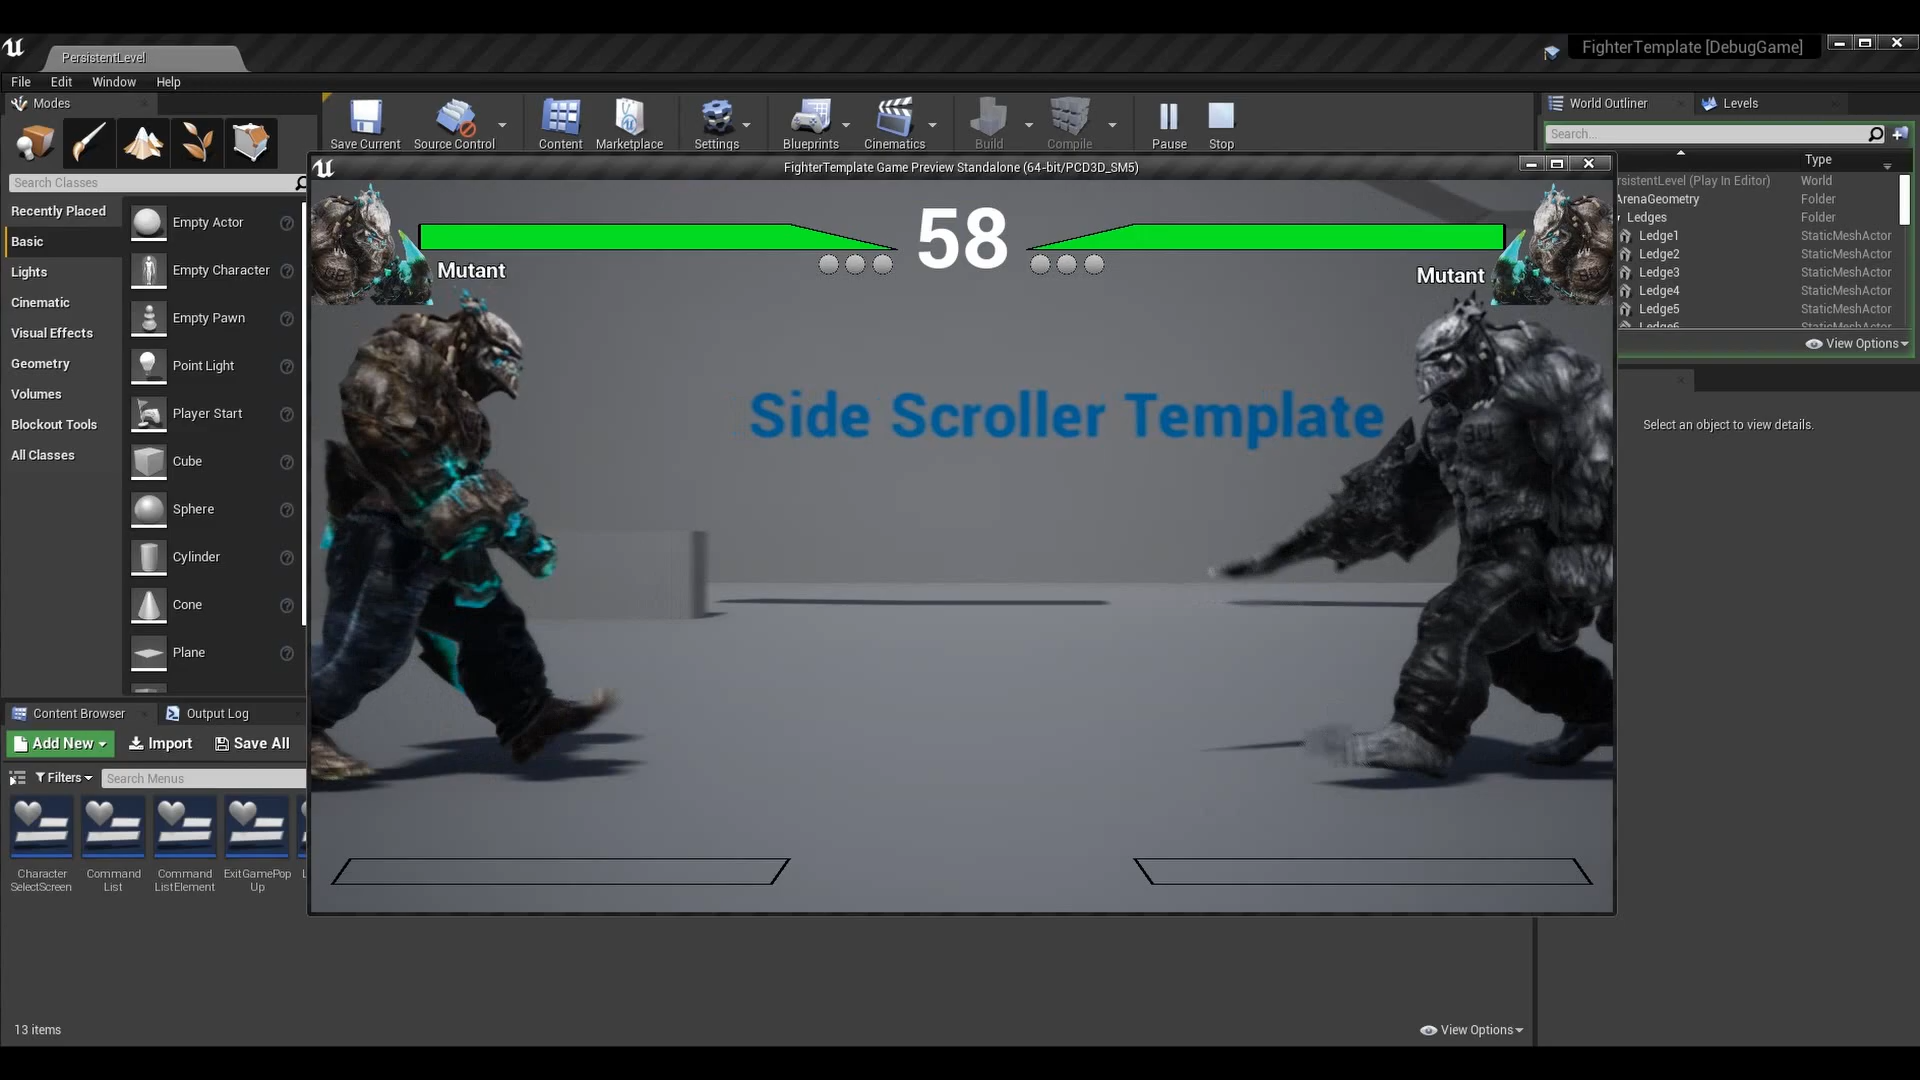 PersistentLevel
FighterTemplate [DebugGame]
File Edit Window Help
Modes
Save Current
Source Control
Content
Marketplace
Settings
Blueprints
Cinematics
Build
Compile
Pause
Stop
World Outliner
Levels
Search...
Type
FighterTemplate Game Preview Standalone (64-bit/PCD3D_SM5)
Search Classes
Recently Placed
Basic
Lights
Cinematic
Visual Effects
Geometry
Volumes
Blockout Tools
All Classes
Empty Actor
Empty Character
Empty Pawn
Point Light
Player Start
Cube
Sphere
Cylinder
Cone
Plane
58
Mutant
Mutant
Side Scroller Template
rsistentLevel (Play In Editor) World
ArenaGeometry Folder
Ledges Folder
Ledge1 StaticMeshActor
Ledge2 StaticMeshActor
Ledge3 StaticMeshActor
Ledge4 StaticMeshActor
Ledge5 StaticMeshActor
Ledge6 StaticMeshActor
View Options
Select an object to view details.
Content Browser
Output Log
Add New
Import
Save All
Filters
Search Menus
Character
SelectScreen
Command
List
Command
ListElement
ExitGamePop
Up
13 items
View Options